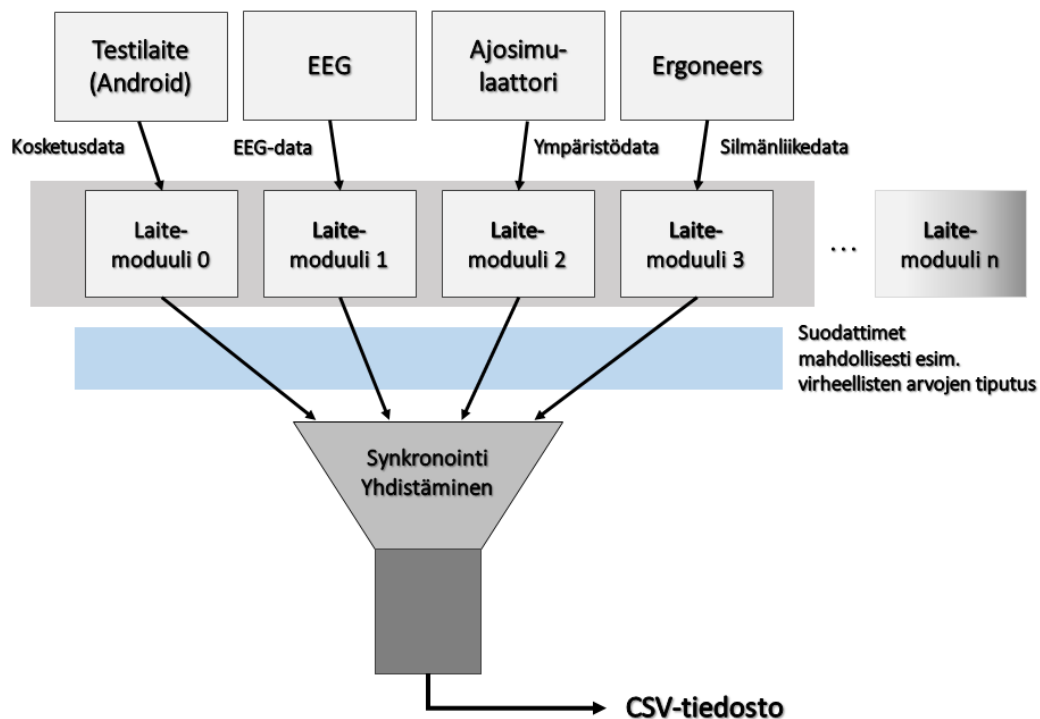 Testilaite
(Android)
EEG
Ajosimu-
laattori
Ergoneers
Kosketusdata
EEG-data
Ympäristödata
Silmänliikedata
Laite-
moduuli 0
Laite-
moduuli 1
Laite-
moduuli 2
Laite-
moduuli 3
...
Laite-
moduuli n
Suodattimet
mahdollisesti esim.
virheellisten arvojen tiputus
Synkronointi
Yhdistäminen
CSV-tiedosto